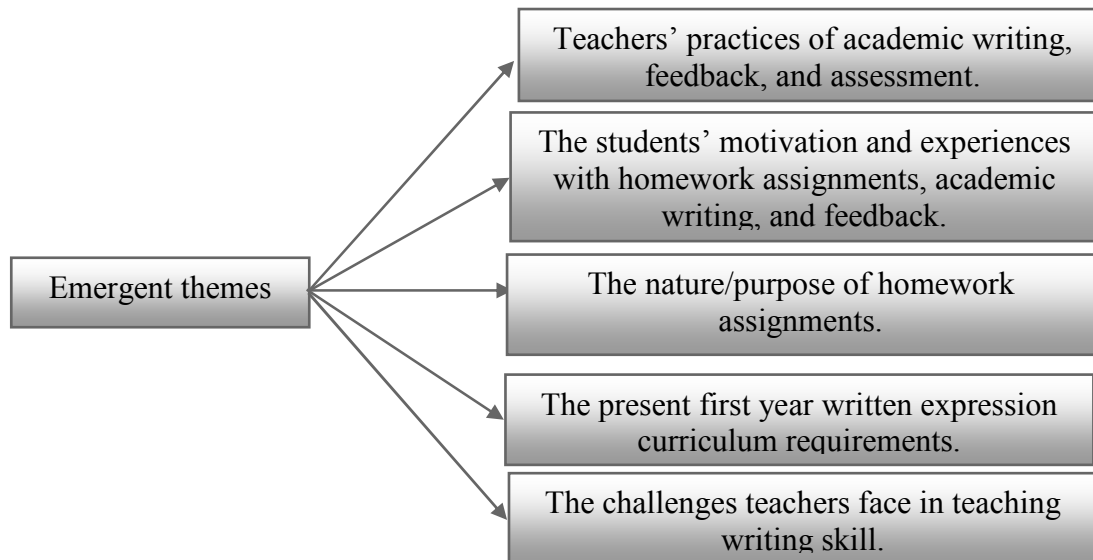 Teachers’ practices of academic writing,
feedback, and assessment.
The students’ motivation and experiences
with homework assignments, academic
writing, and feedback.
Emergent themes
The nature/purpose of homework
assignments.
The present first year written expression
curriculum requirements.
The challenges teachers face in teaching
writing skill.